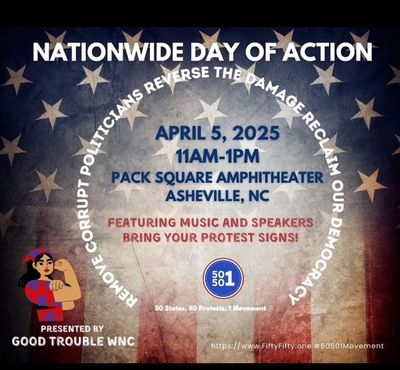 NATIONWIDE DAY OF ACTION
REMOVE CORRUPT POLITICIANS REVERSE THE DAMAGE RECLAIM OUR DEMOCRACY
APRIL 5, 2025
11AM-1PM
PACK SQUARE AMPHITHEATER
ASHEVILLE, NC
FEATURING MUSIC AND SPEAKERS
BRING YOUR PROTEST SIGNS!
50
50 1
50 States, 50 Protests, 1 Movement
PRESENTED BY
GOOD TROUBLE WNC
https://www.FiftyFifty.one #50501Movement